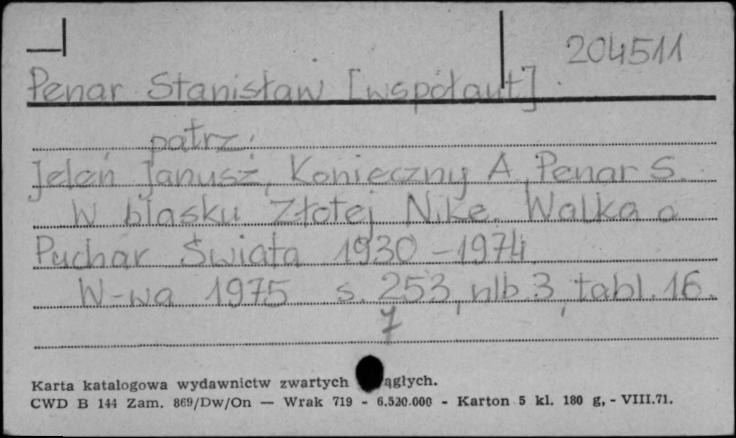 204511
Penar Stanisław [współaut]
patrz:
Jeleń Janusz, Konieczny A, Penar S.
W blasku Złotej Nike. Walka o
Puchar Świata 1930-1974
W-wa 1975 s. 253, nlb. 3, tabl. 16.
7
Karta katalogowa wydawnictw zwartych ągłych.
CWD B 144 Zam. 869/Dw/On — Wrak 719 - 6.520.000 - Karton 5 kl. 180 g, - VIII.71.